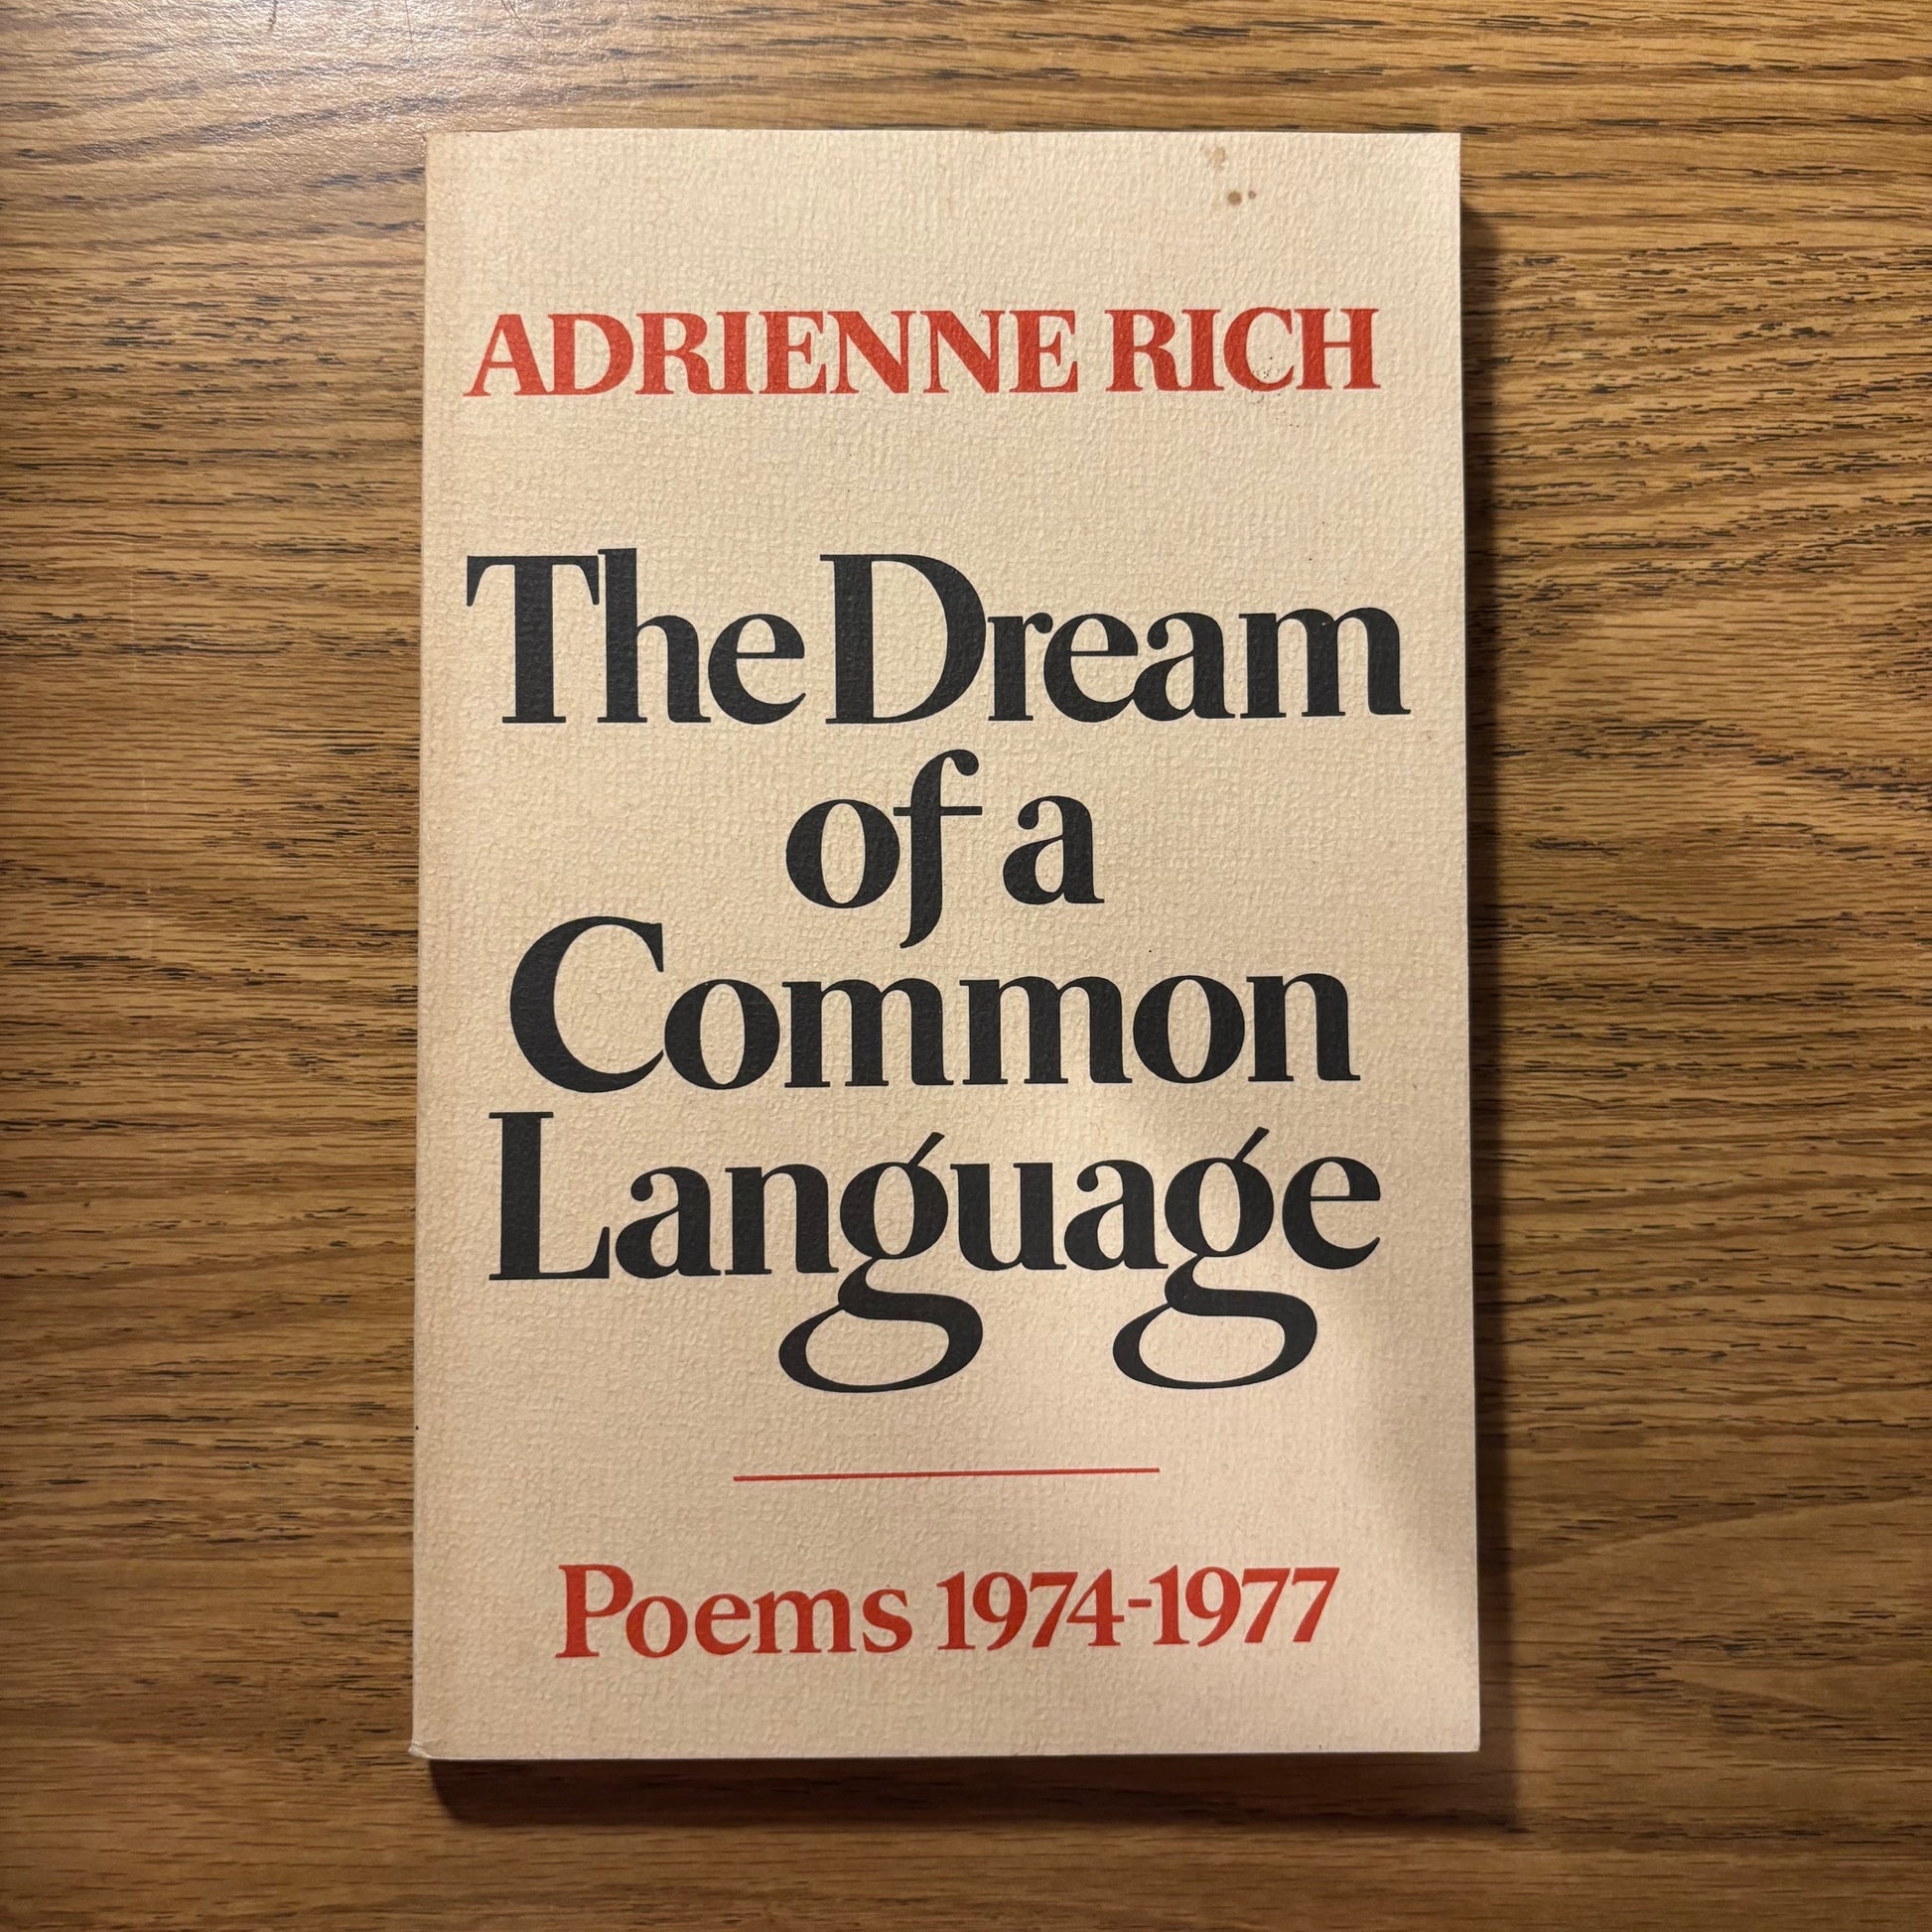 ADRIENNE RICH
The Dream
of a
Common
Language
Poems 1974-1977